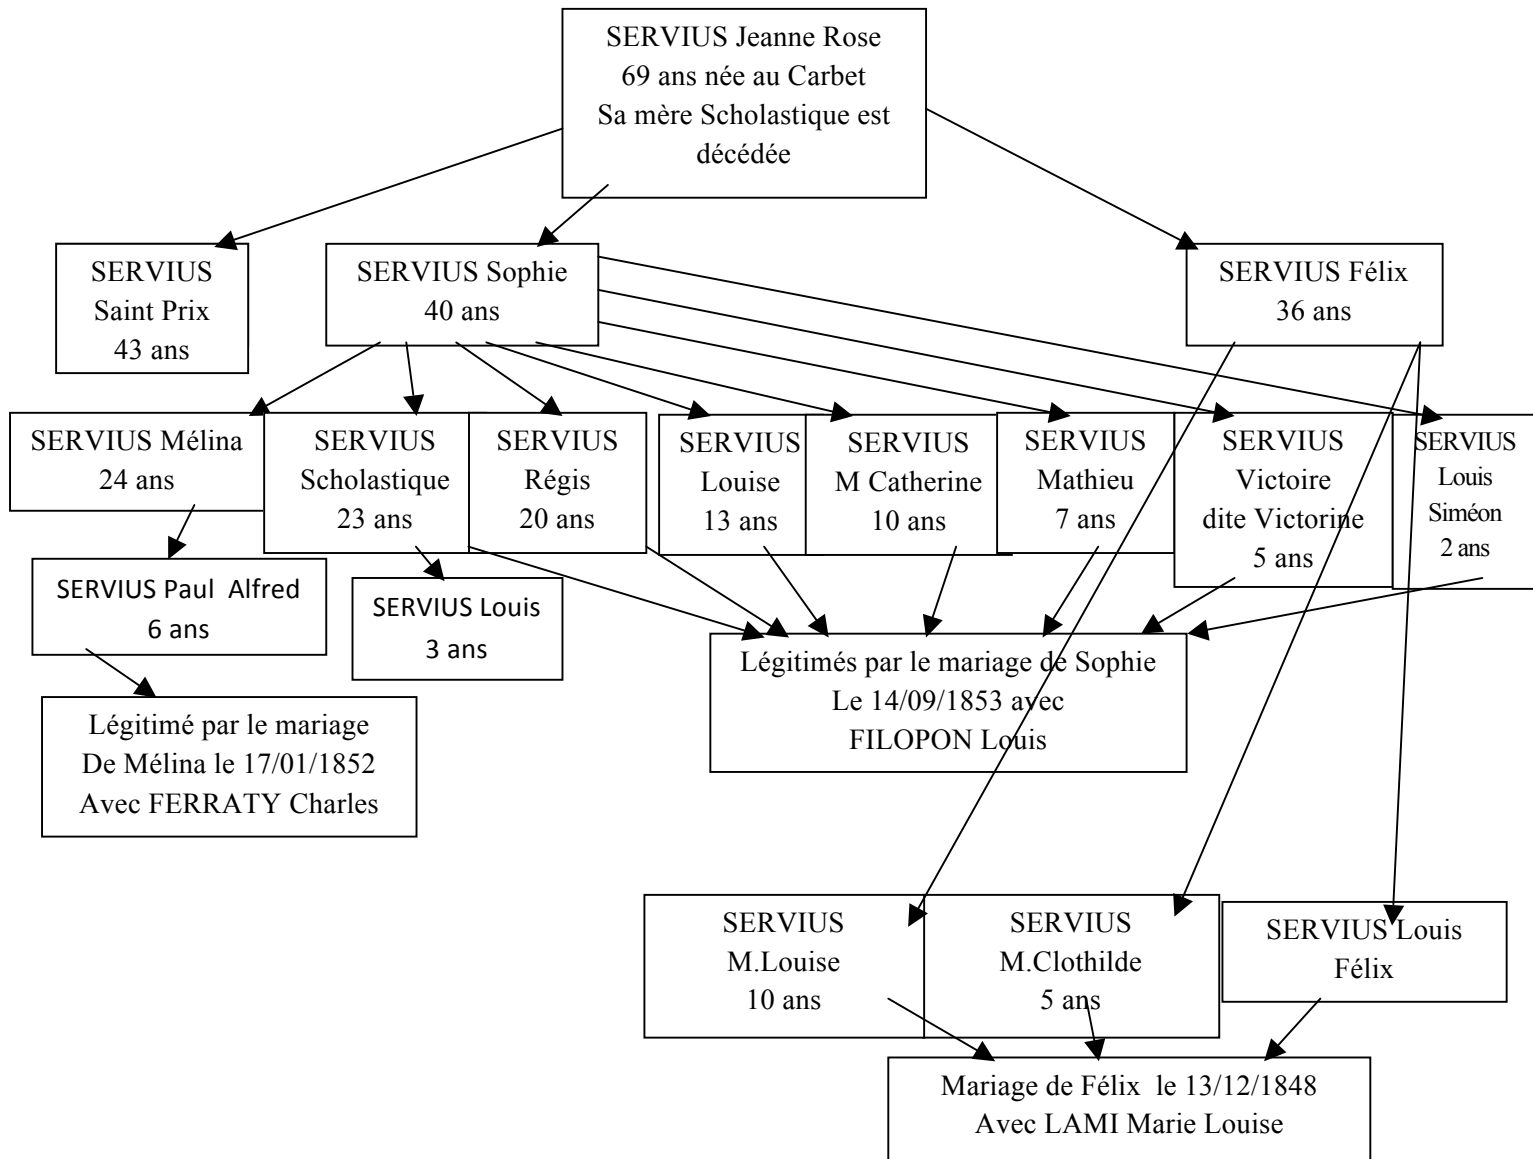 SERVIUS Jeanne Rose
69 ans née au Carbet
Sa mère Scholastique est
décédée
SERVIUS
Saint Prix
43 ans
SERVIUS Sophie
40 ans
SERVIUS Félix
36 ans
SERVIUS Mélina
24 ans
SERVIUS
Scholastique
23 ans
SERVIUS
Régis
20 ans
SERVIUS
Louise
13 ans
SERVIUS
M Catherine
10 ans
SERVIUS
Mathieu
7 ans
SERVIUS
Victoire
dite Victorine
5 ans
SERVIUS
Louis
Siméon
2 ans
SERVIUS Paul Alfred
6 ans
SERVIUS Louis
3 ans
Légitimés par le mariage de Sophie
Le 14/09/1853 avec
FILOPON Louis
Légitimé par le mariage
De Mélina le 17/01/1852
Avec FERRATY Charles
SERVIUS
M.Louise
10 ans
SERVIUS
M.Clothilde
5 ans
SERVIUS Louis
Félix
Mariage de Félix le 13/12/1848
Avec LAMI Marie Louise